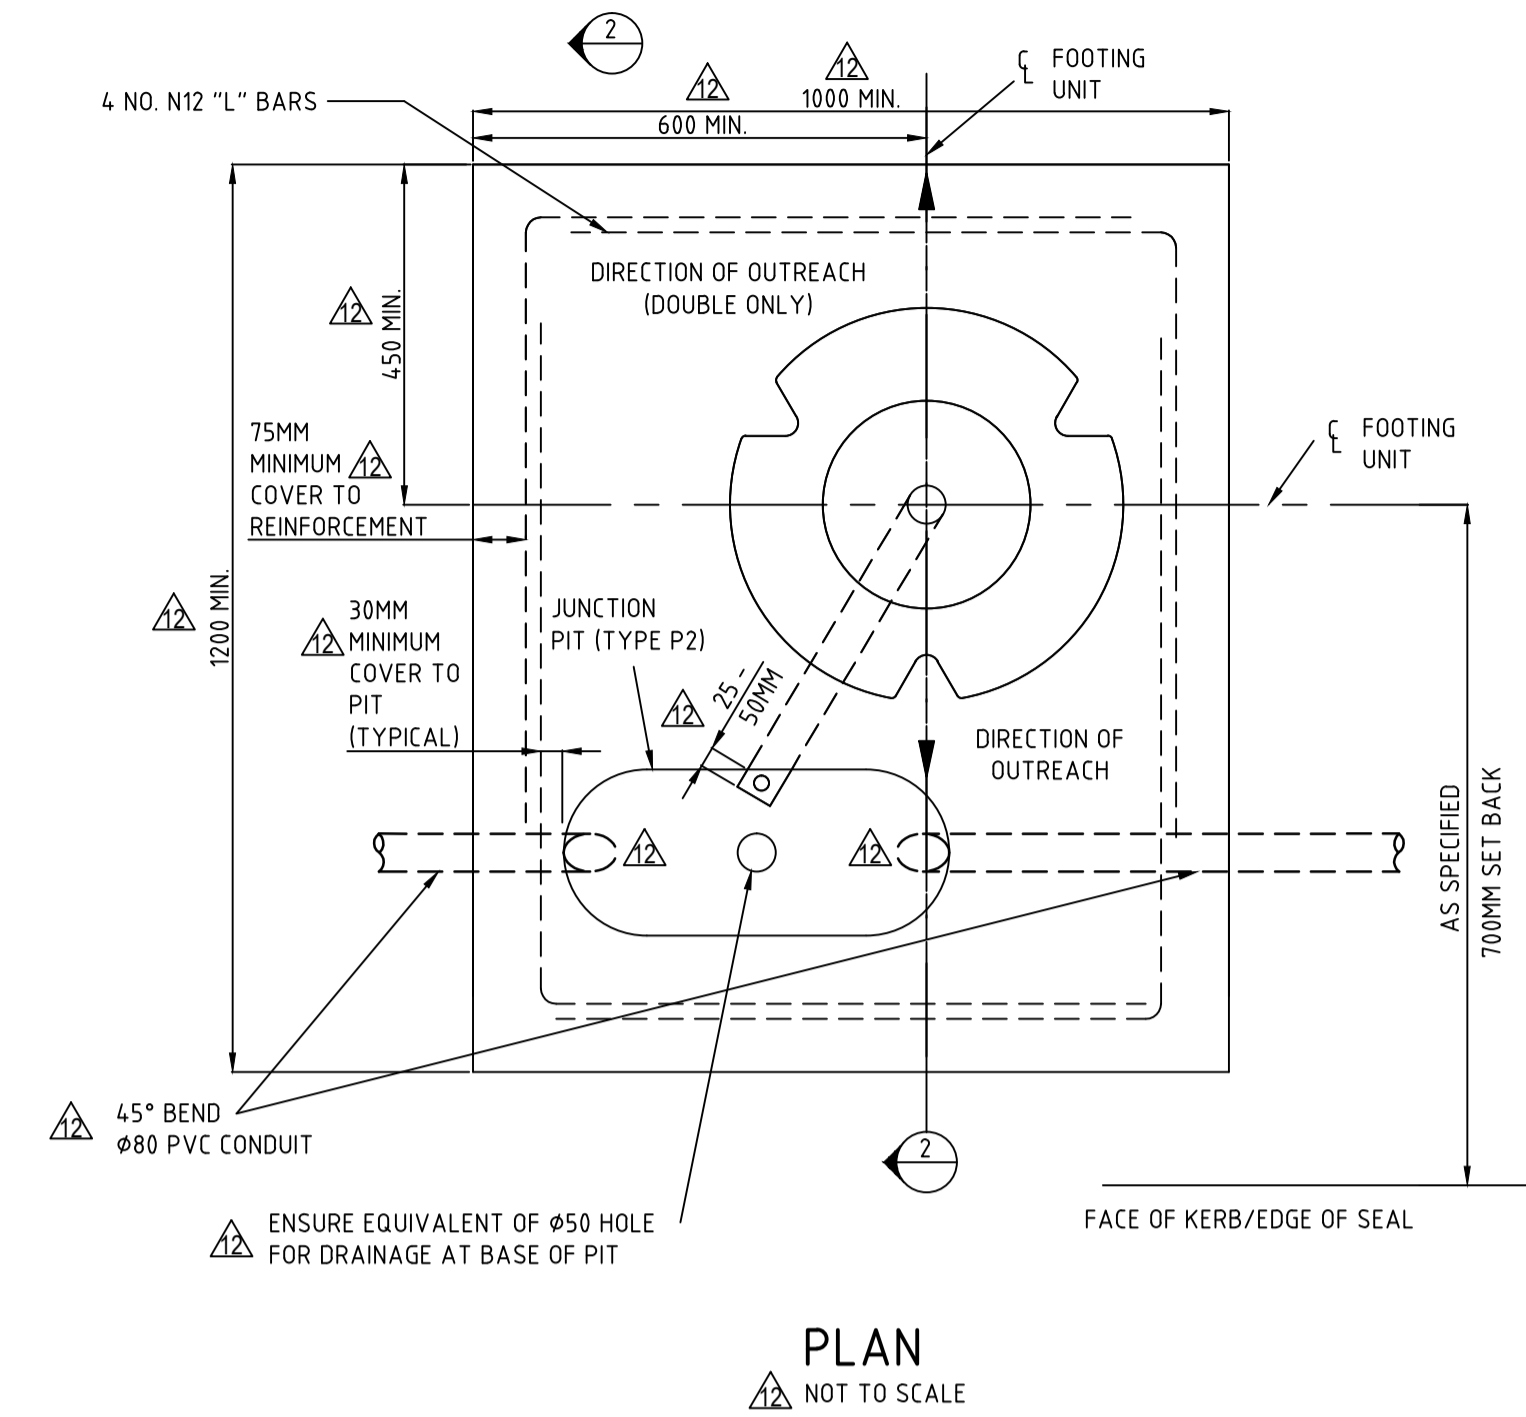 2
12
12
1000 MIN.
600 MIN.
℄ FOOTING
UNIT
4 NO. N12 "L" BARS
DIRECTION OF OUTREACH
(DOUBLE ONLY)
12
450 MIN.
75MM
MINIMUM 12
COVER TO
REINFORCEMENT
℄ FOOTING
UNIT
12
1200 MIN.
12
30MM
MINIMUM
COVER TO
PIT
(TYPICAL)
JUNCTION
PIT (TYPE P2)
12
25 -
50MM
DIRECTION OF
OUTREACH
12
12
AS SPECIFIED
700MM SET BACK
12
45° BEND
Ø80 PVC CONDUIT
2
12
ENSURE EQUIVALENT OF Ø50 HOLE
FOR DRAINAGE AT BASE OF PIT
FACE OF KERB/EDGE OF SEAL
PLAN
12 NOT TO SCALE